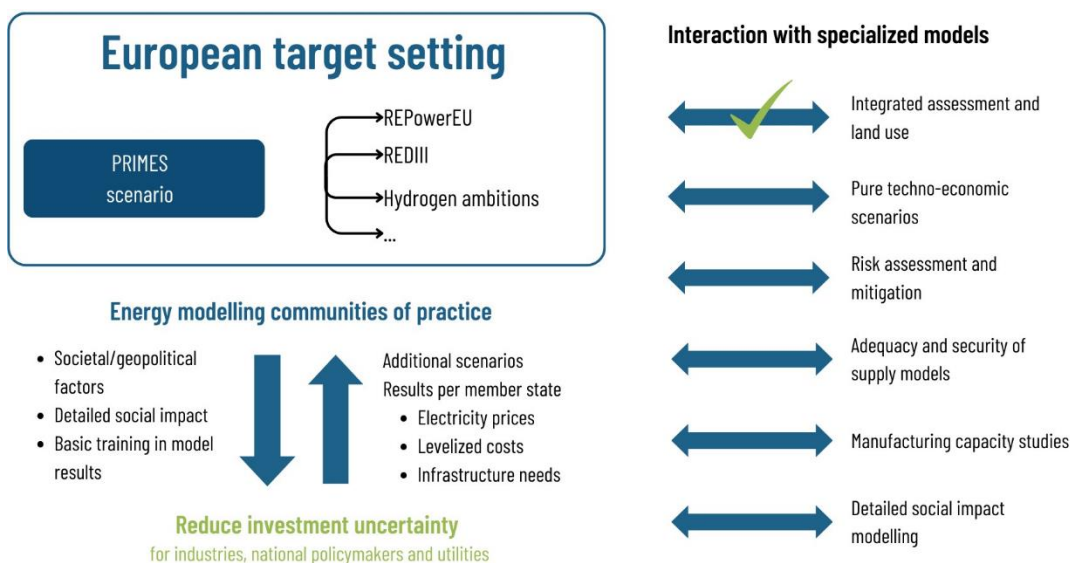 European target setting
PRIMES
scenario
REPowerEU
REDIII
Hydrogen ambitions
...
Energy modelling communities of practice
• Societal/geopolitical
factors
• Detailed social impact
• Basic training in model
results
Additional scenarios
Results per member state
• Electricity prices
• Levelized costs
• Infrastructure needs
Reduce investment uncertainty
for industries, national policymakers and utilities
Interaction with specialized models
Integrated assessment and
land use
Pure techno-economic
scenarios
Risk assessment and
mitigation
Adequacy and security of
supply models
Manufacturing capacity studies
Detailed social impact
modelling